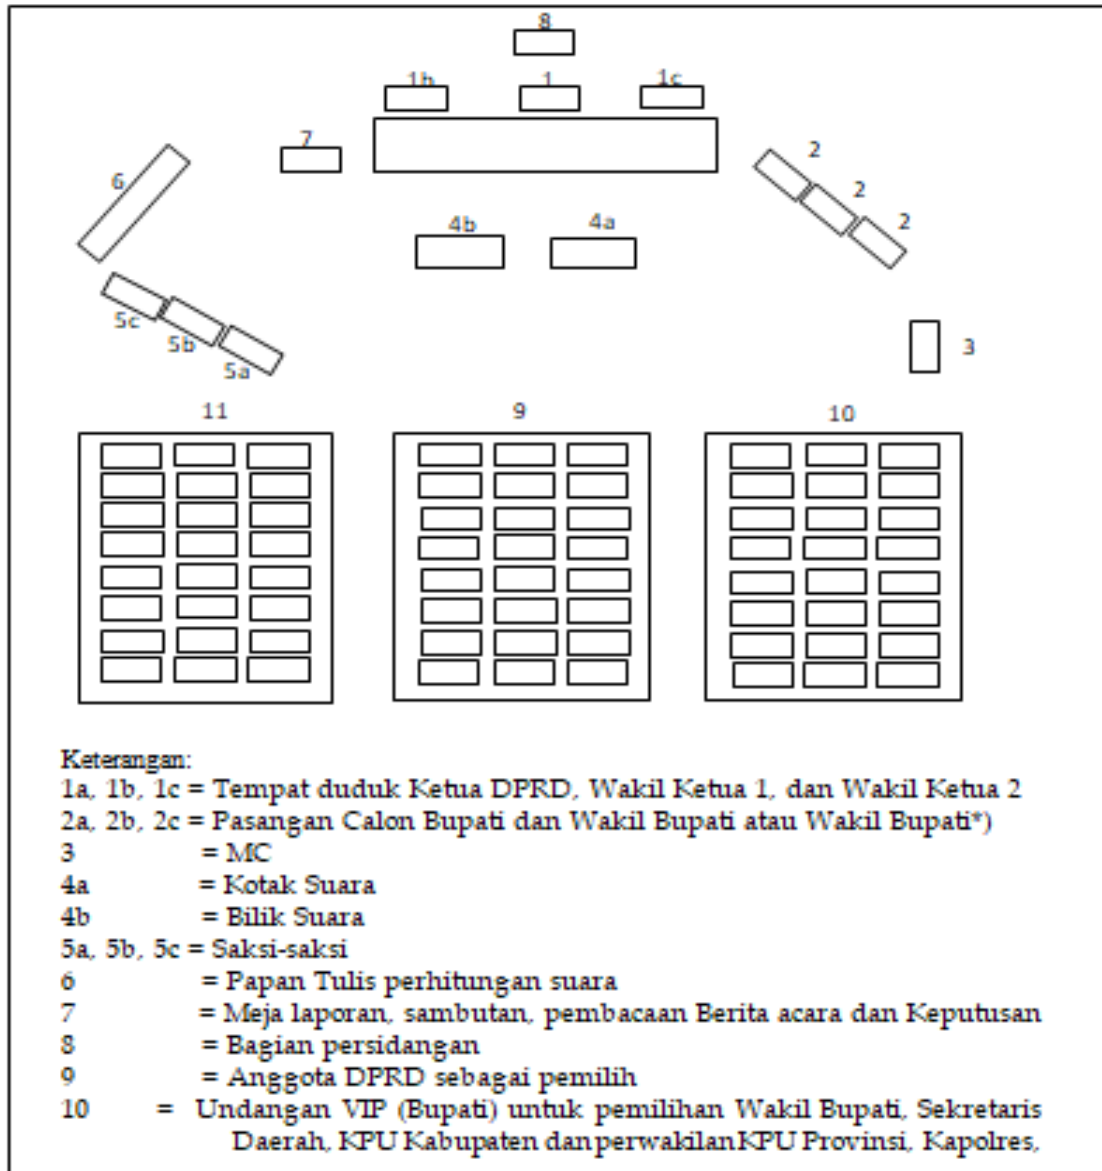 8
1b 1 1c
7
2
6
2
4b 4a
2
5c
5b
5a
3
11 9 10
Keterangan:
1a, 1b, 1c = Tempat duduk Ketua DPRD, Wakil Ketua 1, dan Wakil Ketua 2
2a, 2b, 2c = Pasangan Calon Bupati dan Wakil Bupati atau Wakil Bupati*)
3 = MC
4a = Kotak Suara
4b = Bilik Suara
5a, 5b, 5c = Saksi-saksi
6 = Papan Tulis perhitungan suara
7 = Meja laporan, sambutan, pembacaan Berita acara dan Keputusan
8 = Bagian persidangan
9 = Anggota DPRD sebagai pemilih
10 = Undangan VIP (Bupati) untuk pemilihan Wakil Bupati, Sekretaris
Daerah, KPU Kabupaten dan perwakilan KPU Provinsi, Kapolres,